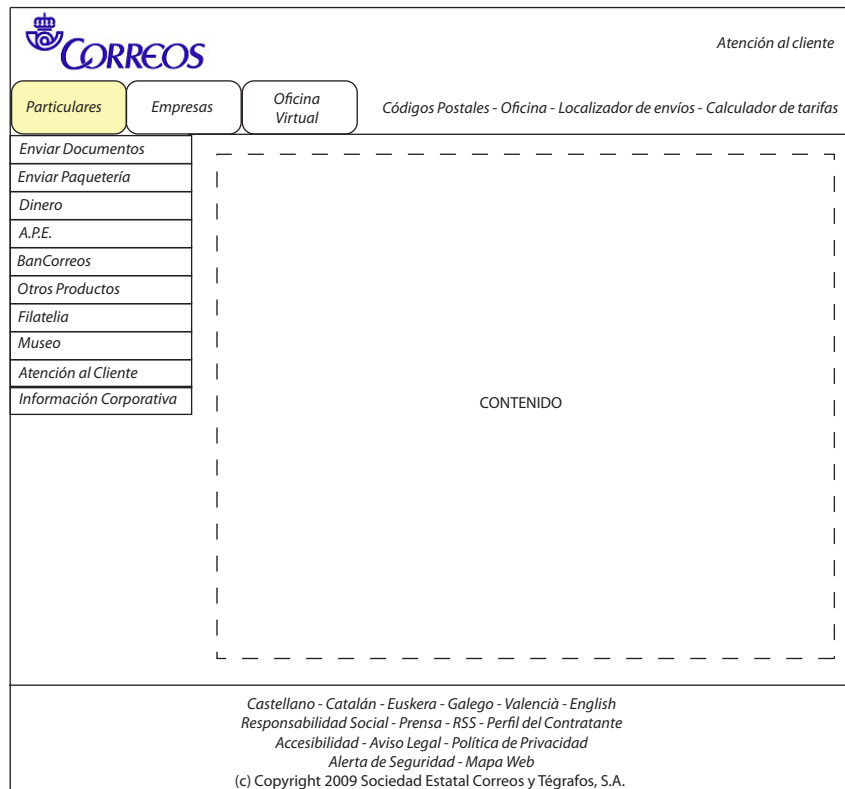 CORREOS
Atención al cliente
Particulares
Empresas
Oficina
Virtual
Códigos Postales - Oficina - Localizador de envíos - Calculador de tarifas
Enviar Documentos
Enviar Paquetería
Dinero
A.P.E.
BanCorreos
Otros Productos
Filatelia
Museo
Atención al Cliente
Información Corporativa
CONTENIDO
Castellano - Catalán - Euskera - Galego - Valencià - English
Responsabilidad Social - Prensa - RSS - Perfil del Contratante
Accesibilidad - Aviso Legal - Política de Privacidad
Alerta de Seguridad - Mapa Web
(c) Copyright 2009 Sociedad Estatal Correos y Tégrafos, S.A.